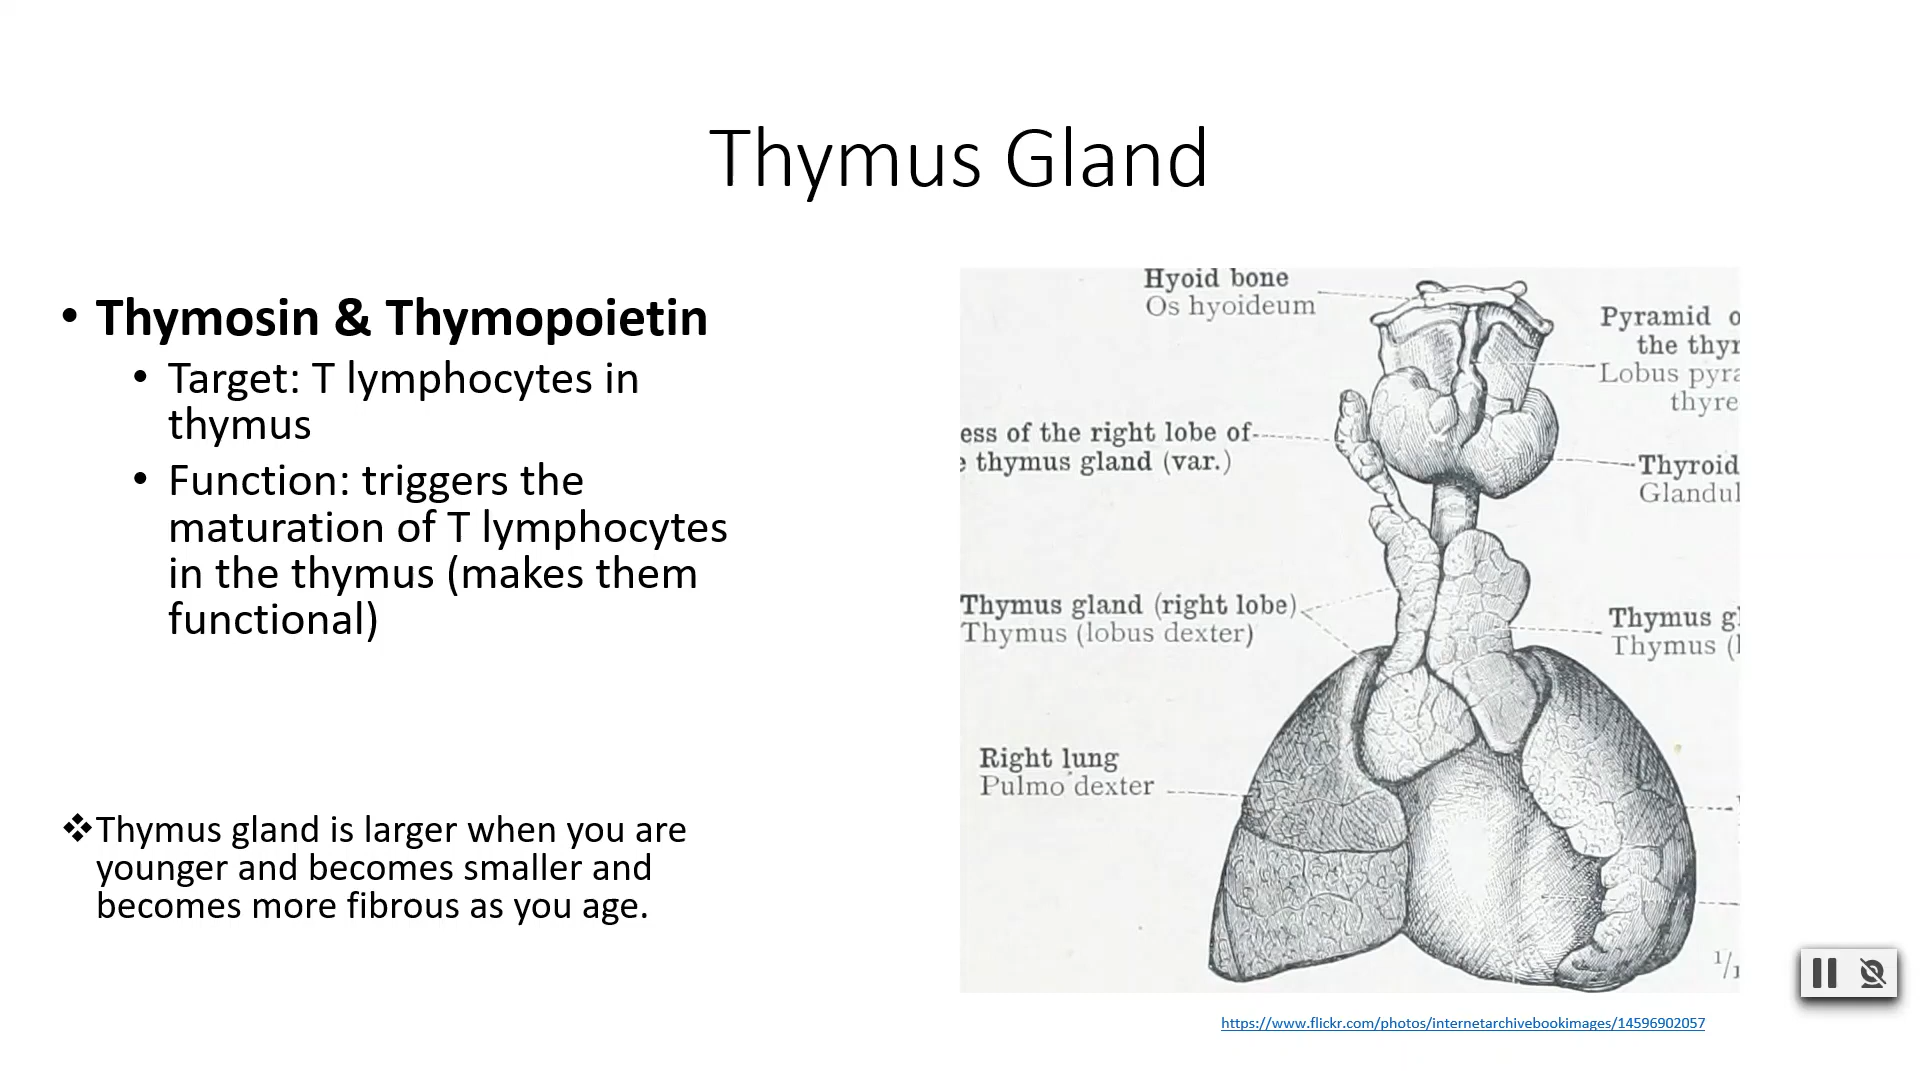 Thymus Gland
• Thymosin & Thymopoietin
• Target: T lymphocytes in
thymus
• Function: triggers the
maturation of T lymphocytes
in the thymus (makes them
functional)
❖Thymus gland is larger when you are
younger and becomes smaller and
becomes more fibrous as you age.
Hyoid bone
Os hyoideum
Pyramid o
the thyr
Lobus pyra
thyre
ess of the right lobe of
e thymus gland (var.)
Thyroid
Glandul
Thymus gland (right lobe)
Thymus (lobus dexter)
Thymus gl
Thymus (l
Right lung
Pulmo dexter
https://www.flickr.com/photos/internetarchivebookimages/14596902057